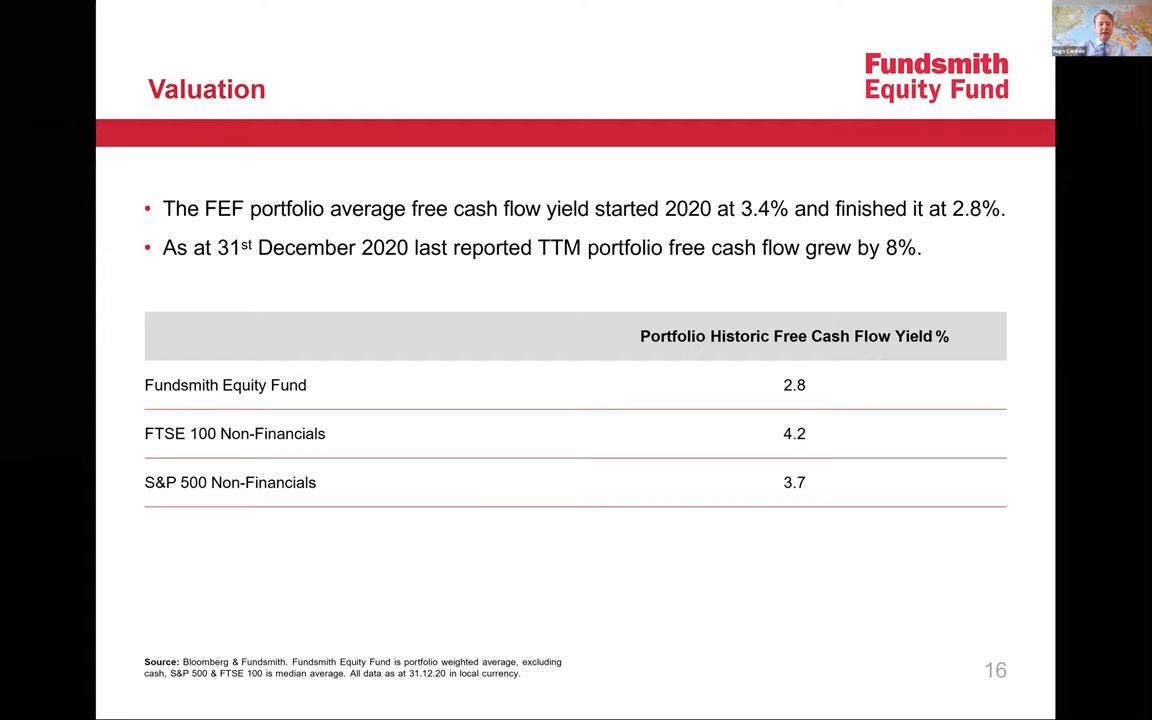 Fundsmith
Equity Fund
Valuation
• The FEF portfolio average free cash flow yield started 2020 at 3.4% and finished it at 2.8%.
• As at 31st December 2020 last reported TTM portfolio free cash flow grew by 8%.
Portfolio Historic Free Cash Flow Yield %
Fundsmith Equity Fund 2.8
FTSE 100 Non-Financials 4.2
S&P 500 Non-Financials 3.7
Source: Bloomberg & Fundsmith. Fundsmith Equity Fund is portfolio weighted average, excluding
cash, S&P 500 & FTSE 100 is median average. All data as at 31.12.20 in local currency.
16
Hugo